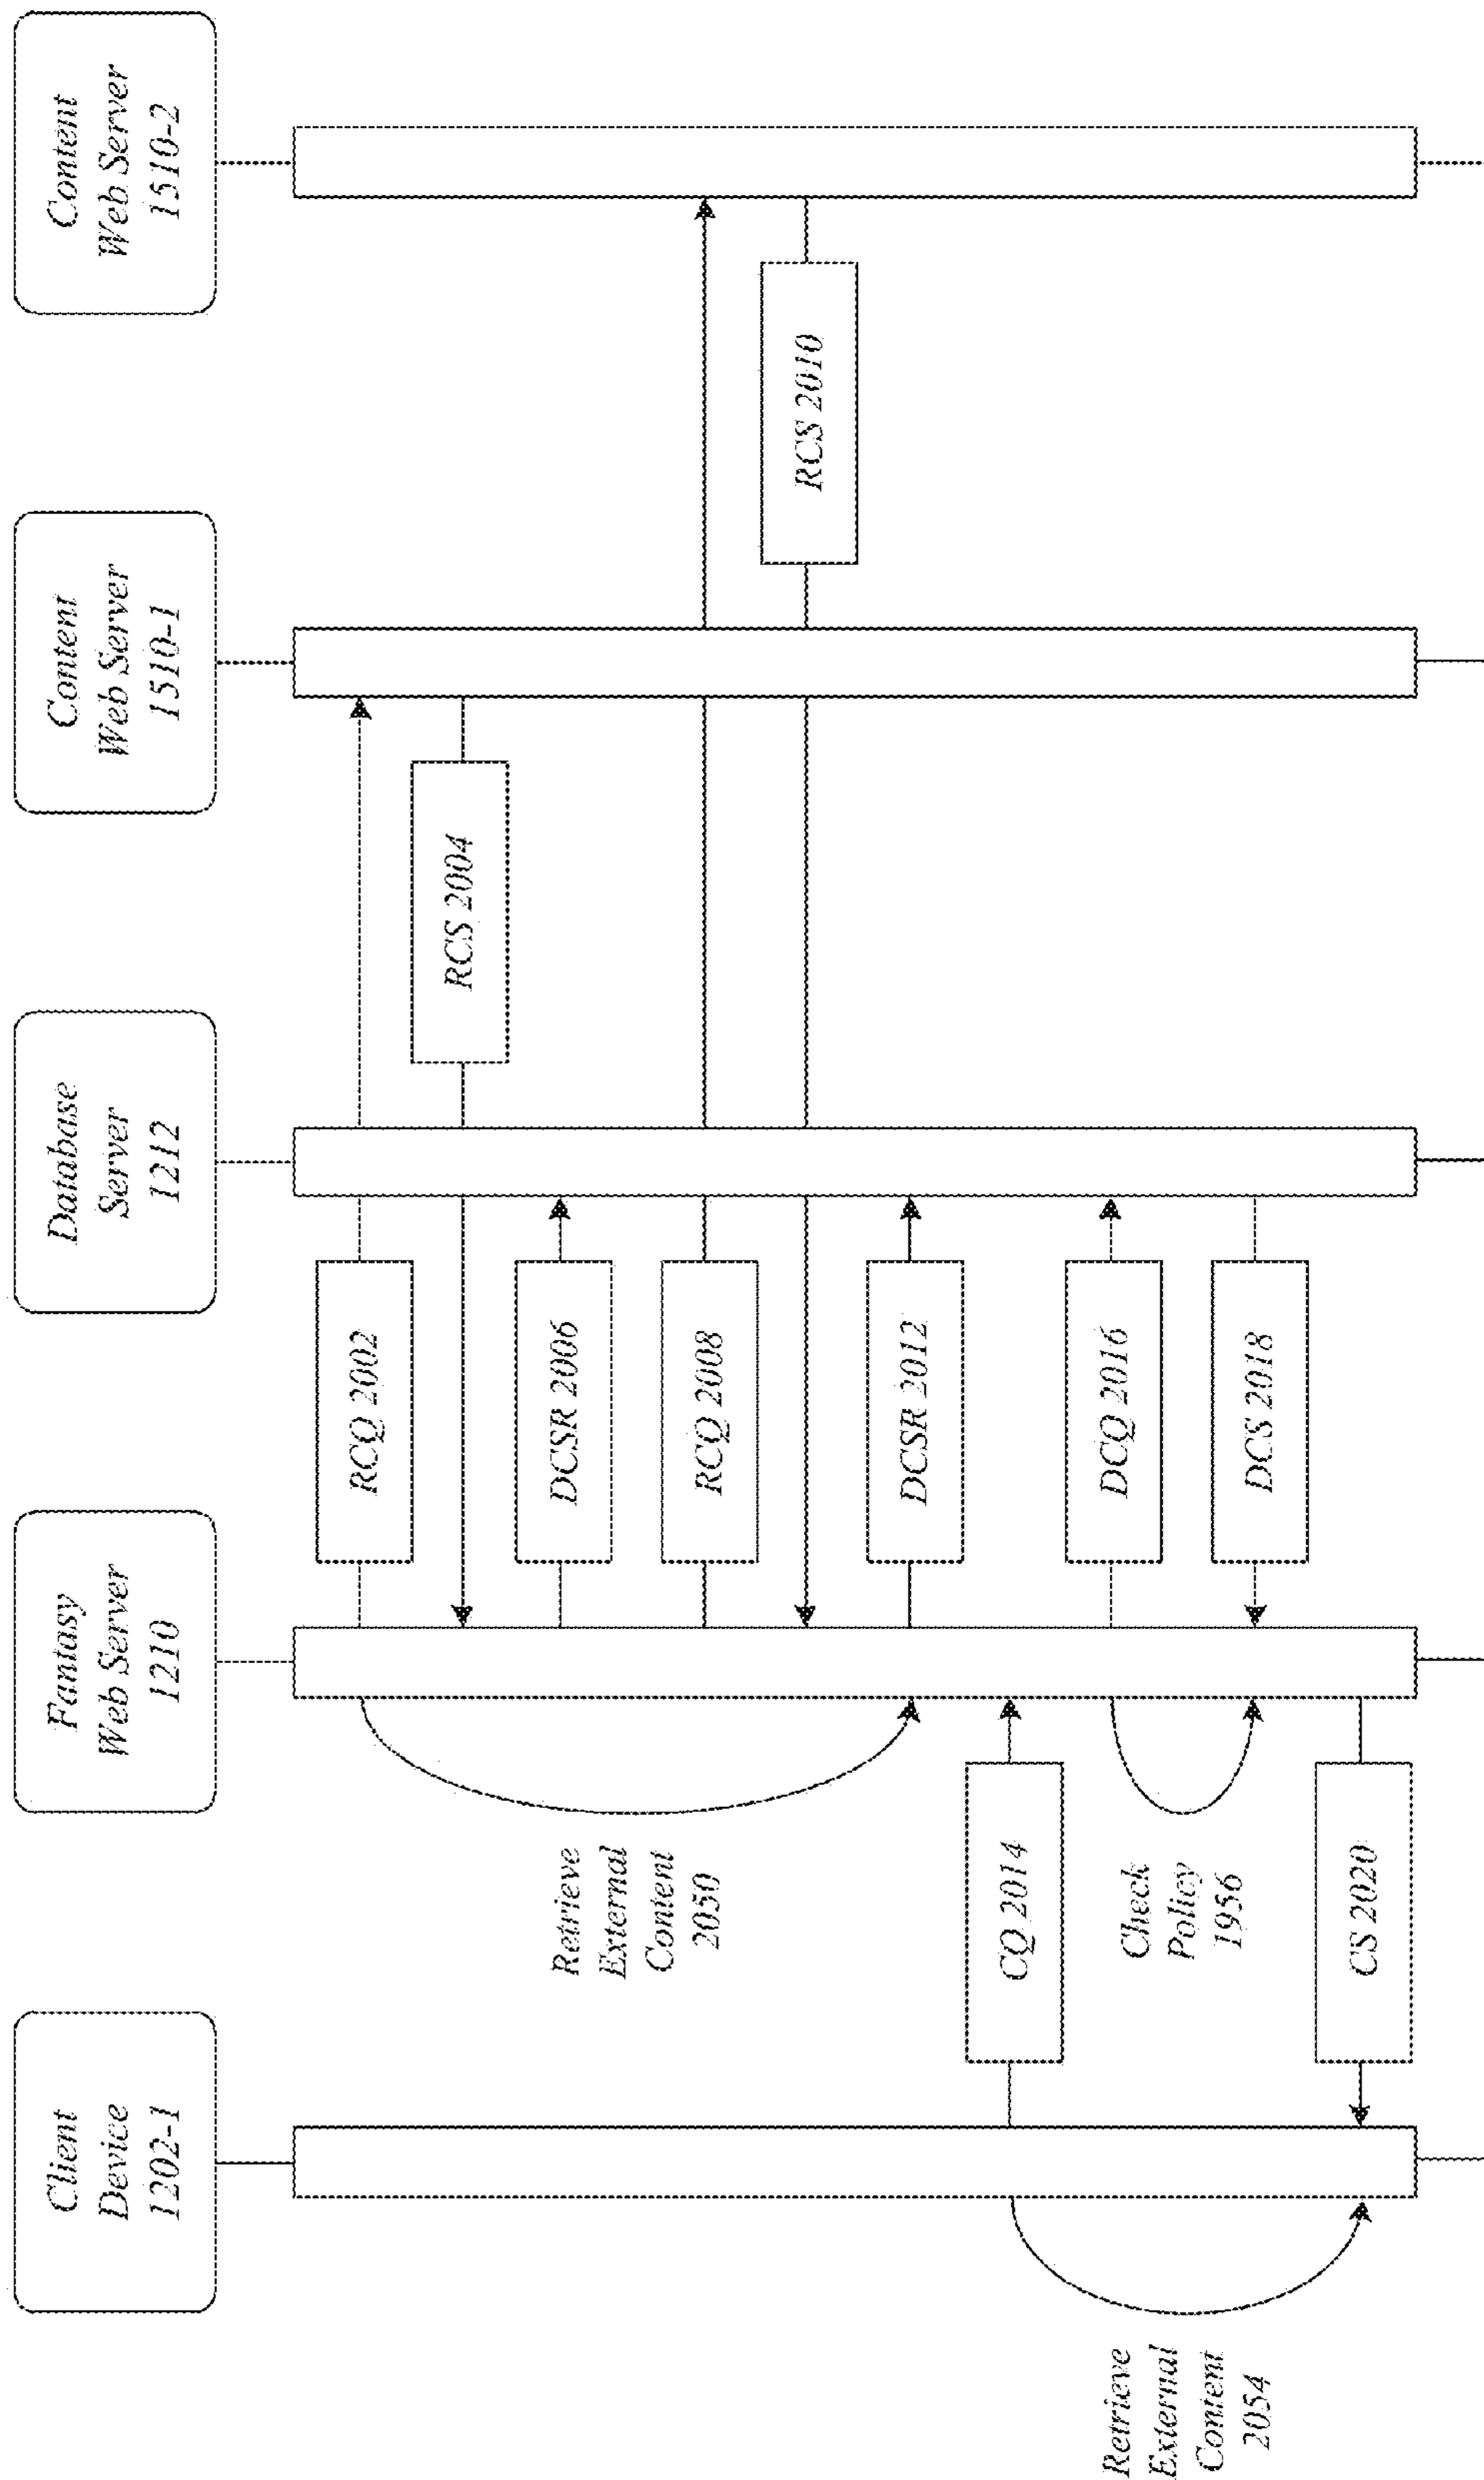 Client
Device
1202-1
Fantasy
Web Server
1210
Database
Server
1212
Content
Web Server
1510-1
Content
Web Server
1510-2
RCQ 2002
RCS 2004
DCSR 2006
RCQ 2008
RCS 2010
DCSR 2012
Retrieve
External
Content
2050
CQ 2014
DCQ 2016
Check
Policy
1956
DCS 2018
CS 2020
Retrieve
External
Content
2054